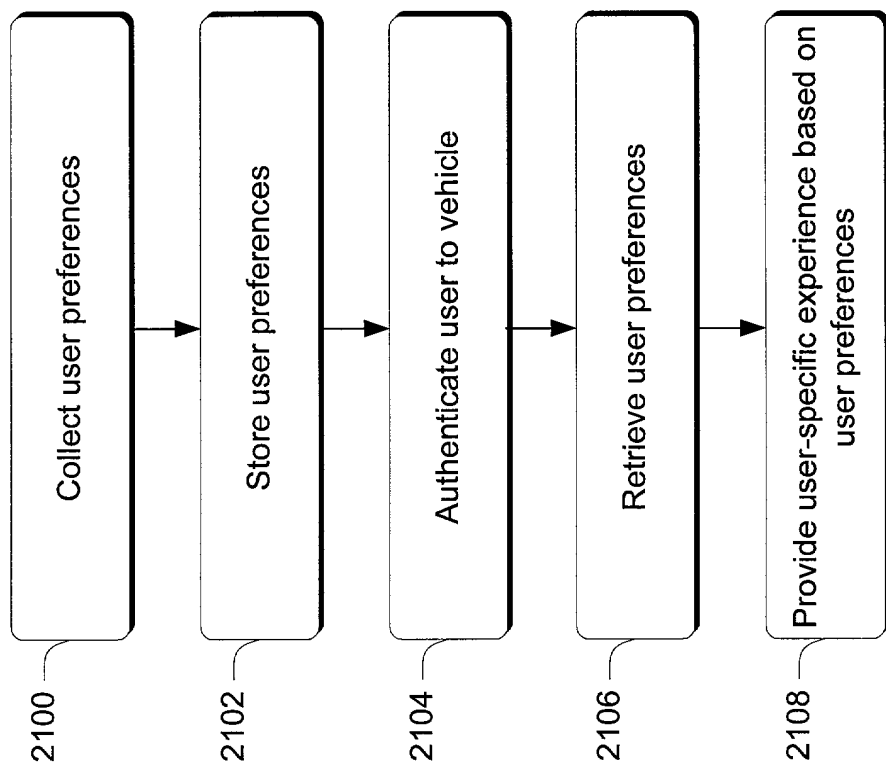 2100
Collect user preferences
2102
Store user preferences
2104
Authenticate user to vehicle
2106
Retrieve user preferences
2108
Provide user-specific experience based on
user preferences